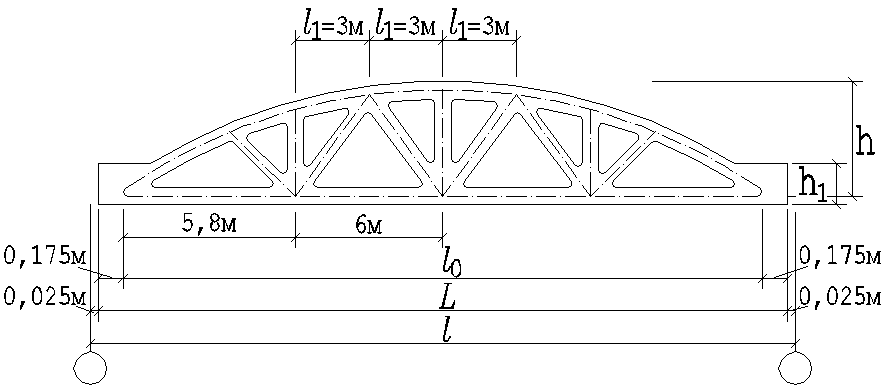 l1=3м l1=3м l1=3м
h
h1
5,8м 6м
0,175м l0 0,175м
0,025м L 0,025м
l